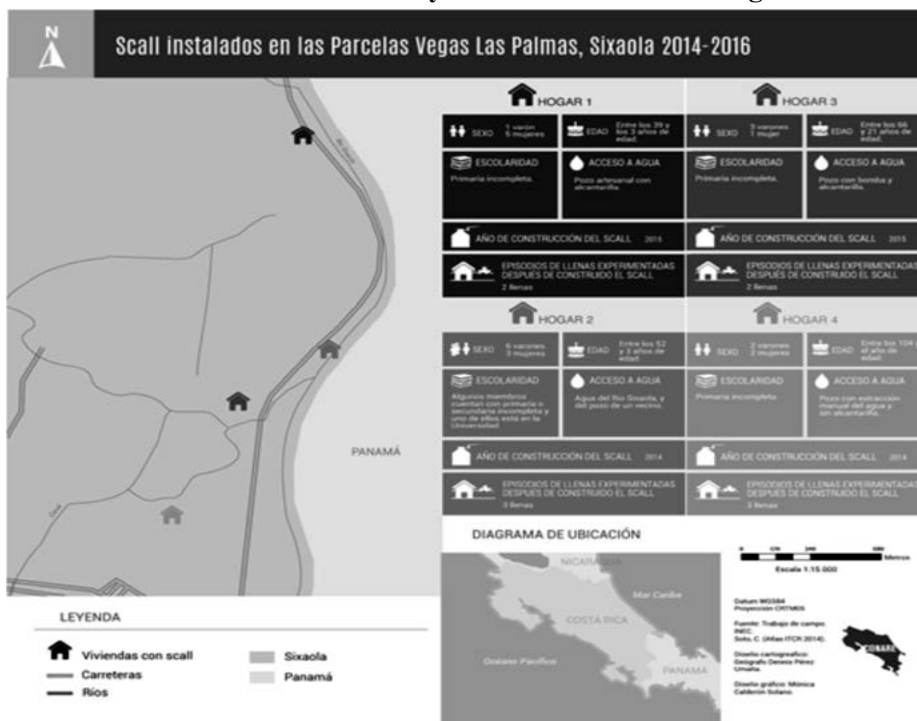 N
Scall instalados en las Parcelas Vegas Las Palmas, Sixaola 2014-2016
HOGAR 1
SEXO
1 varón
5 mujeres
EDAD
Entre los 39 y
los 3 años de
edad.
ESCOLARIDAD
Primaria incompleta.
ACCESO A AGUA
Pozo artesanal con
alcantarilla.
AÑO DE CONSTRUCCIÓN DEL SCALL 2015
EPISODIOS DE LLENAS EXPERIMENTADAS
DESPUÉS DE CONSTRUIDO EL SCALL
2 llenas
HOGAR 3
SEXO
3 varones
1 mujer
EDAD
Entre los 66
y 21 años de
edad.
ESCOLARIDAD
Primaria incompleta.
ACCESO A AGUA
Pozo con bomba y
alcantarilla.
AÑO DE CONSTRUCCIÓN DEL SCALL 2015
EPISODIOS DE LLENAS EXPERIMENTADAS
DESPUÉS DE CONSTRUIDO EL SCALL
2 llenas
HOGAR 2
SEXO
6 varones
3 mujeres
EDAD
Entre los 52
y 3 años de
edad.
ESCOLARIDAD
Algunos miembros
cuentan con primaria o
secundaria incompleta y
uno de ellos está en la
Universidad.
ACCESO A AGUA
Agua del Río Sixaola, y
del pozo de un vecino.
AÑO DE CONSTRUCCIÓN DEL SCALL 2014
EPISODIOS DE LLENAS EXPERIMENTADAS
DESPUÉS DE CONSTRUIDO EL SCALL
3 llenas
HOGAR 4
SEXO
2 varones
2 mujeres
EDAD
Entre los 104 y
el año de
edad.
ESCOLARIDAD
Primaria incompleta
ACCESO A AGUA
Pozo con extracción
manual del agua y
sin alcantarilla.
AÑO DE CONSTRUCCIÓN DEL SCALL 2014
EPISODIOS DE LLENAS EXPERIMENTADAS
DESPUÉS DE CONSTRUIDO EL SCALL
3 llenas
PANAMÁ
LEYENDA
Viviendas con scall
Carreteras
Ríos
Sixaola
Panamá
DIAGRAMA DE UBICACIÓN
NICARAGUA
Mar Caribe
COSTA RICA
Océano Pacífico
PANAMÁ
Metros
Escala 1:15 000
Datum WGS84
Proyección CRTM05
Fuente: Trabajo de campo.
INEC.
Soto, C. (Atlas ITCR 2014).
Diseño cartográfico:
Geógrafo Dennis Pérez
Umaña.
Diseño gráfico: Mónica
Calderón Solano.
CONARE